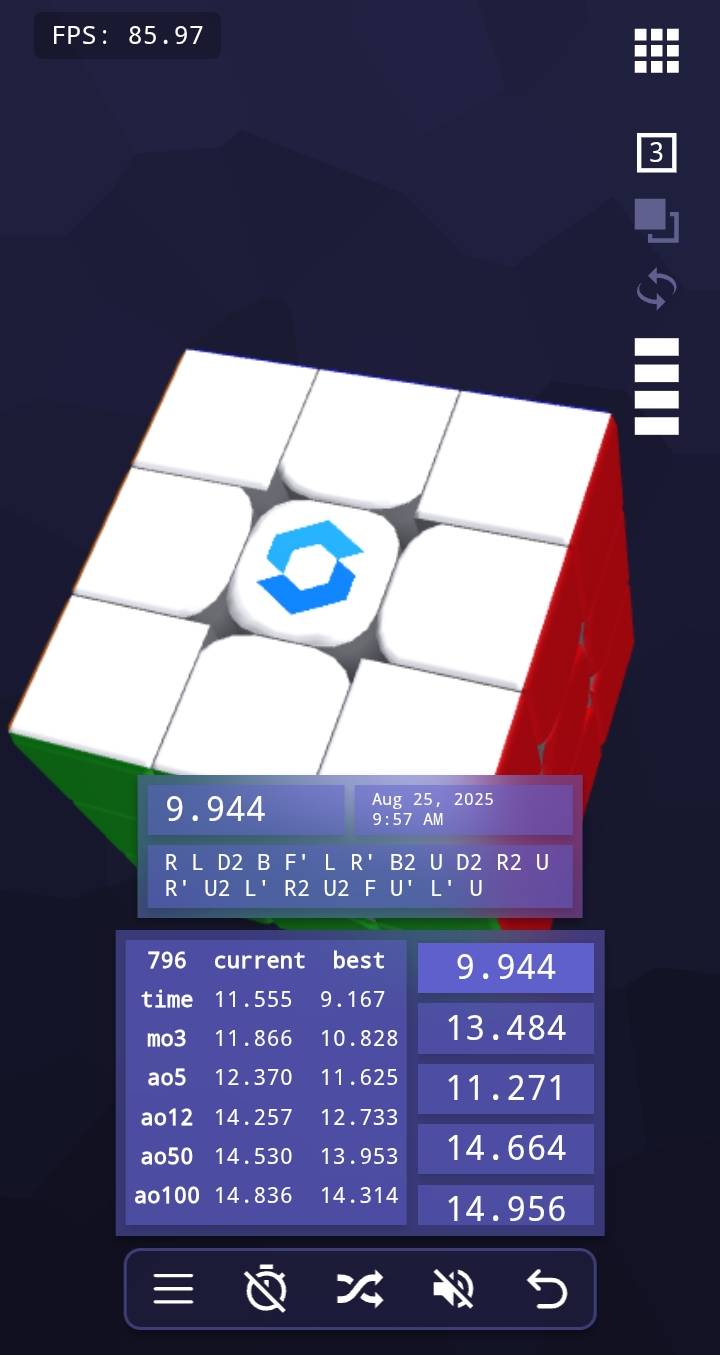 FPS: 85.97
3
9.944
Aug 25, 2025
9:57 AM
R L D2 B F' L R' B2 U D2 R2 U
R' U2 L' R2 U2 F U' L' U
796 current best
time 11.555 9.167
mo3 11.866 10.828
ao5 12.370 11.625
ao12 14.257 12.733
ao50 14.530 13.953
ao100 14.836 14.314
9.944
13.484
11.271
14.664
14.956